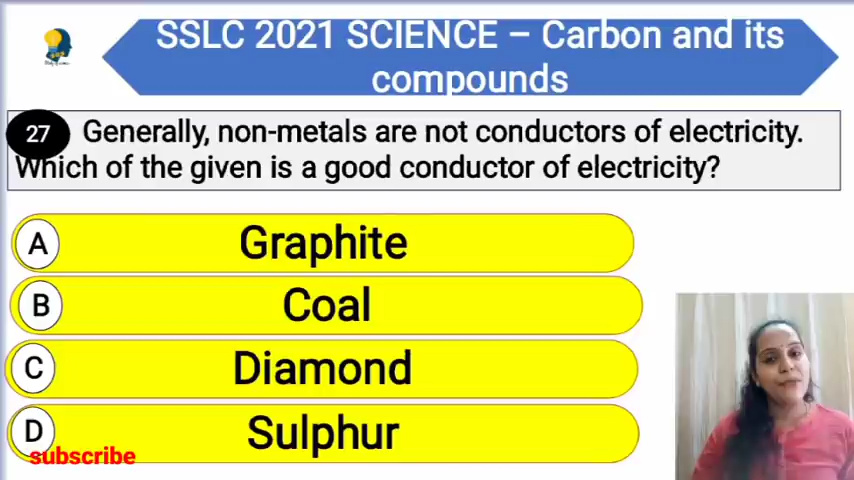 SSLC 2021 SCIENCE – Carbon and its
compounds
27 Generally, non-metals are not conductors of electricity.
Which of the given is a good conductor of electricity?
A Graphite
B Coal
C Diamond
D Sulphur
subscribe